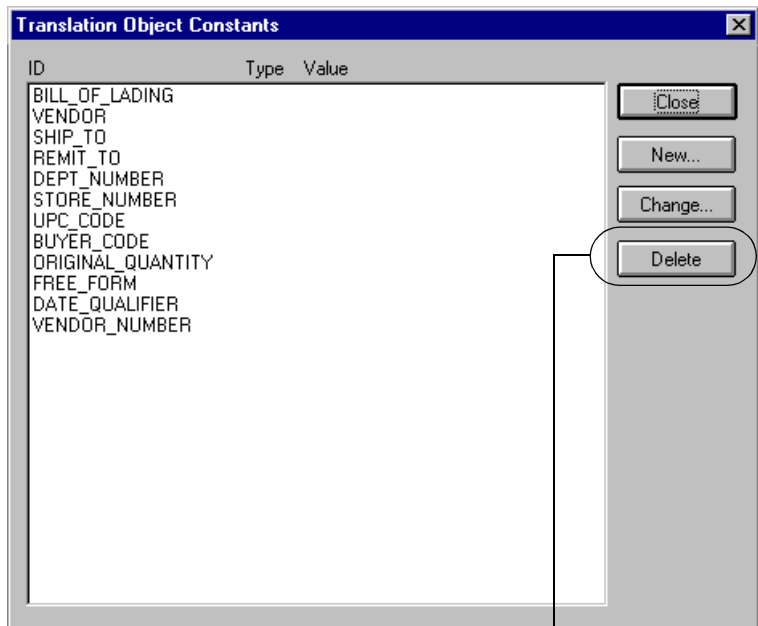 Translation Object Constants
ID Type Value
BILL_OF_LADING
VENDOR
SHIP_TO
REMIT_TO
DEPT_NUMBER
STORE_NUMBER
UPC_CODE
BUYER_CODE
ORIGINAL_QUANTITY
FREE_FORM
DATE_QUALIFIER
VENDOR_NUMBER
Close
New...
Change...
Delete